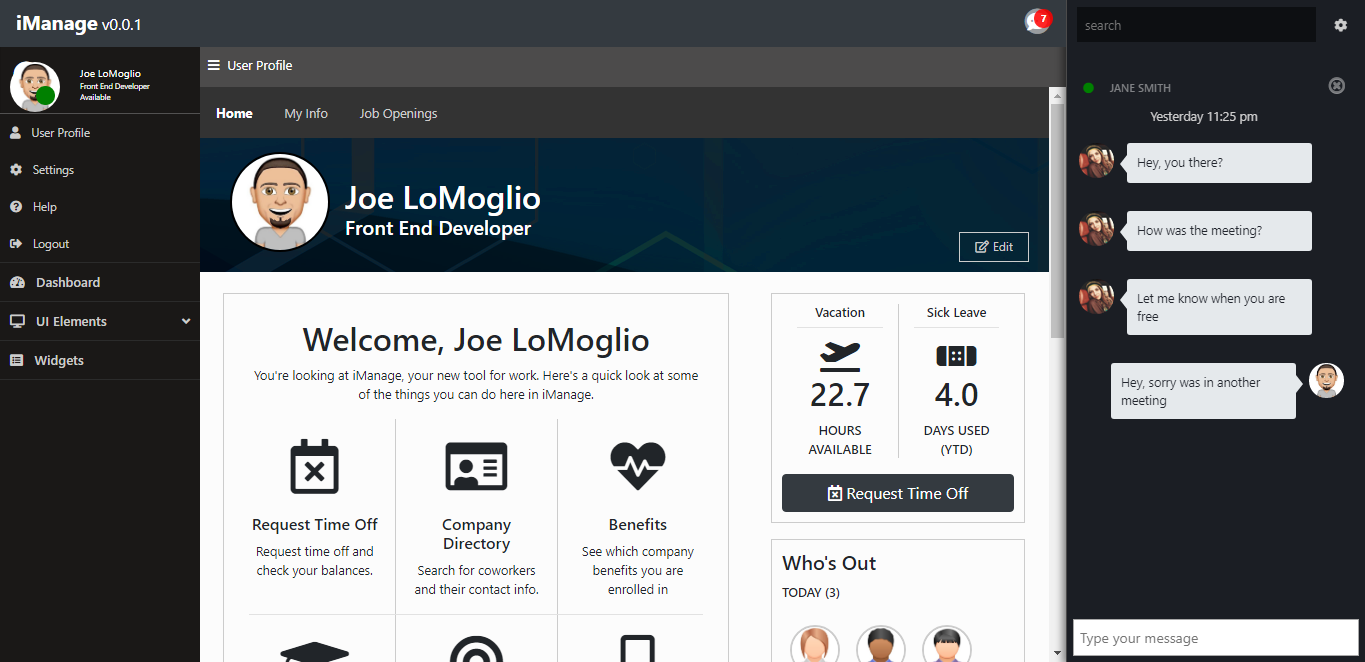 iManage v0.0.1
7
Joe LoMoglio
Front End Developer
Available
User Profile
Settings
Help
Logout
Dashboard
UI Elements
Widgets
User Profile
Home
My Info
Job Openings
Joe LoMoglio
Front End Developer
Edit
Welcome, Joe LoMoglio
You're looking at iManage, your new tool for work. Here's a quick look at some
of the things you can do here in iManage.
Request Time Off
Request time off and
check your balances.
Company
Directory
Search for coworkers
and their contact info.
Benefits
See which company
benefits you are
enrolled in
Vacation
22.7
HOURS
AVAILABLE
Sick Leave
4.0
DAYS USED
(YTD)
Request Time Off
Who's Out
TODAY (3)
search
JANE SMITH
Yesterday 11:25 pm
Hey, you there?
How was the meeting?
Let me know when you are
free
Hey, sorry was in another
meeting
Type your message